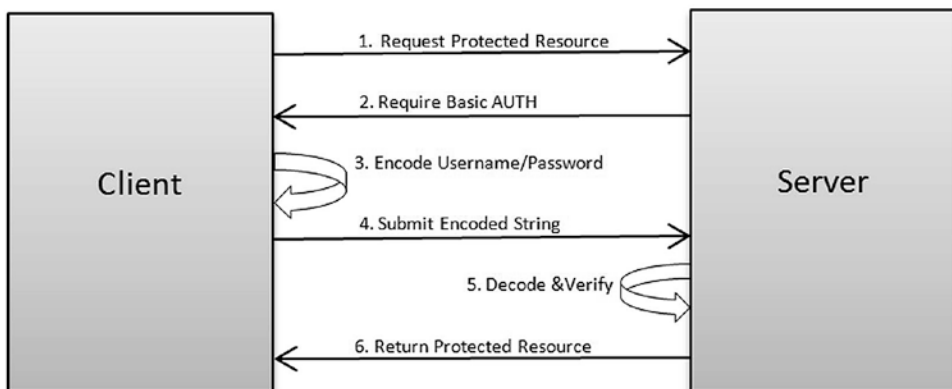 1. Request Protected Resource
2. Require Basic AUTH
3. Encode Username/Password
Client
Server
4. Submit Encoded String
5. Decode &Verify
6. Return Protected Resource